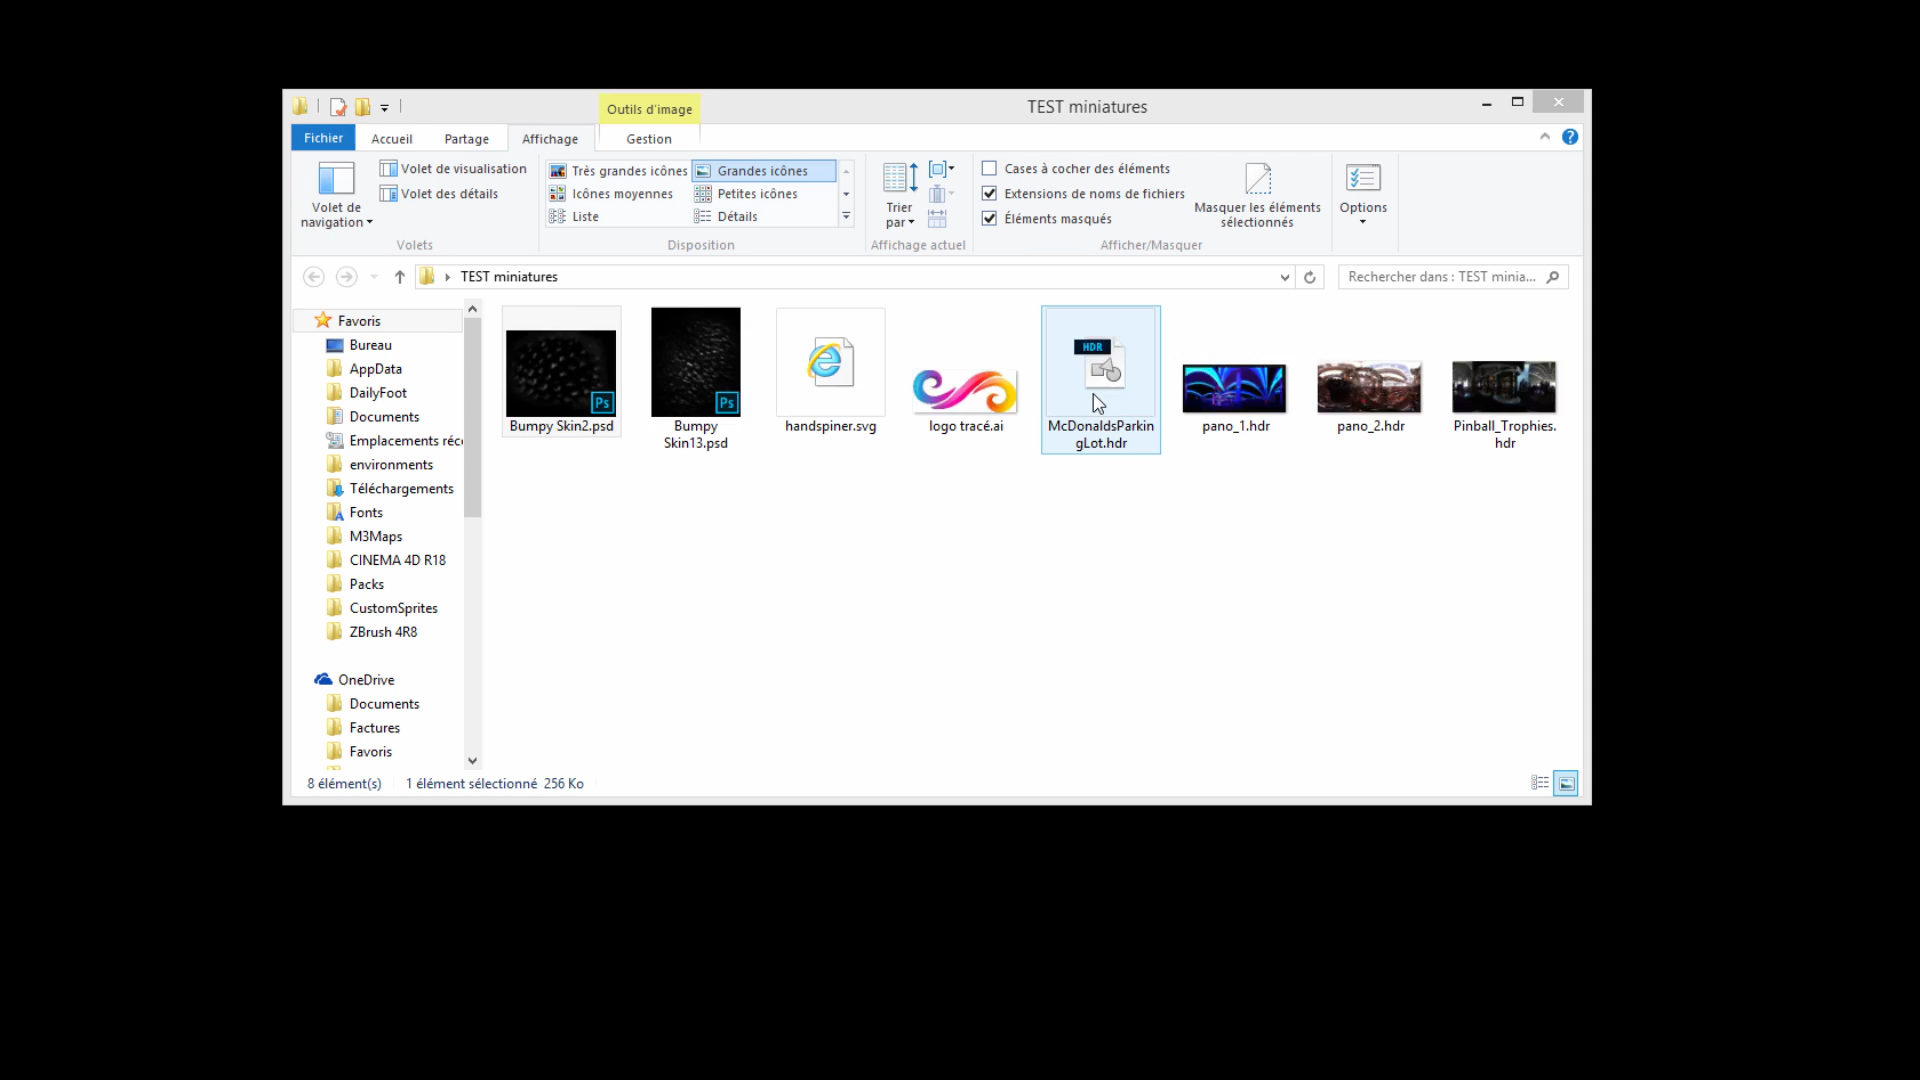 Outils d'image
TEST miniatures
Fichier
Accueil
Partage
Affichage
Gestion
Volet de
navigation
Volet de visualisation
Volet des détails
Volets
Très grandes icônes
Grandes icônes
Icônes moyennes
Petites icônes
Liste
Détails
Disposition
Trier
par
Affichage actuel
Cases à cocher des éléments
Extensions de noms de fichiers
Éléments masqués
Masquer les éléments
sélectionnés
Afficher/Masquer
Options
TEST miniatures
Rechercher dans : TEST minia...
Favoris
Bureau
AppData
DailyFoot
Documents
Emplacements réc
environments
Téléchargements
Fonts
M3Maps
CINEMA 4D R18
Packs
CustomSprites
ZBrush 4R8
OneDrive
Documents
Factures
Favoris
Ps
Bumpy Skin2.psd
Ps
Bumpy
Skin13.psd
handspiner.svg
logo tracé.ai
HDR
McDonaldsParkin
gLot.hdr
pano_1.hdr
pano_2.hdr
Pinball_Trophies.
hdr
8 élément(s)
1 élément sélectionné 256 Ko